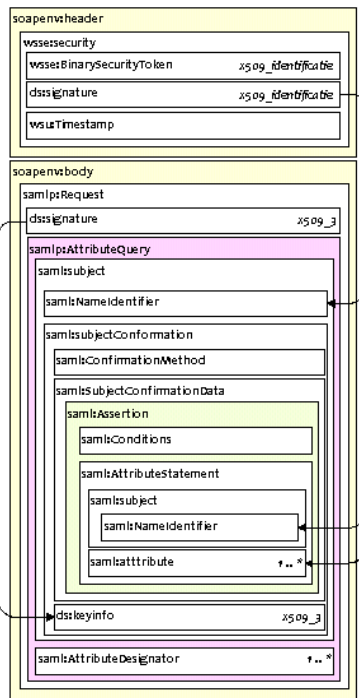 soapenv:header
wsse:security
wsse:BinarySecurityToken x509_identificatie
ds:signature x509_identificatie
wsu:Timestamp
soapenv:body
samlp:Request
ds:signature x509_3
samlp:AttributeQuery
saml:subject
saml:NameIdentifier
saml:subjectConformation
saml:ConfirmationMethod
saml:SubjectConfirmationData
saml:Assertion
saml:Conditions
saml:AttributeStatement
saml:subject
saml:NameIdentifier
saml:atttribute 1..*
ds:keyinfo x509_3
saml:AttributeDesignator 1..*